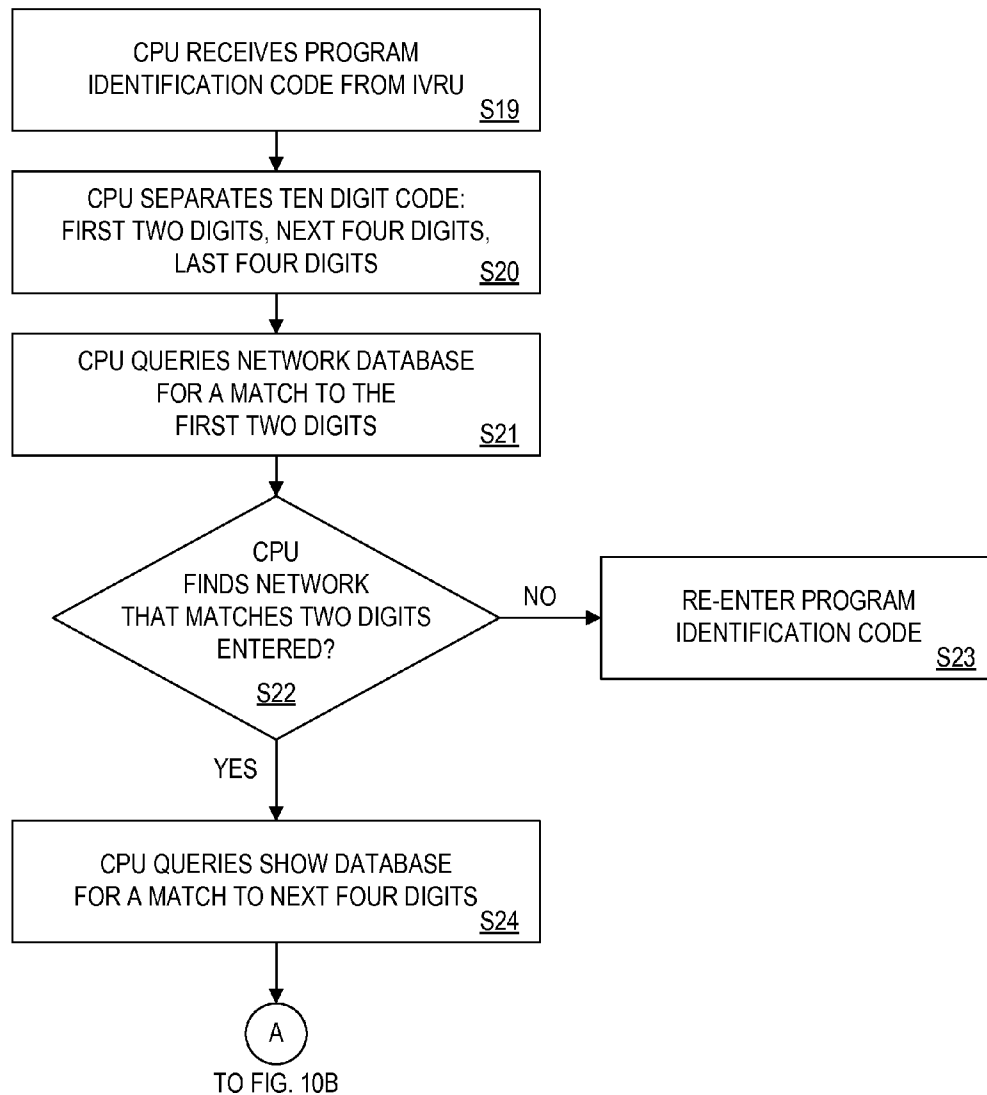 CPU RECEIVES PROGRAM
IDENTIFICATION CODE FROM IVRU
S19
CPU SEPARATES TEN DIGIT CODE:
FIRST TWO DIGITS, NEXT FOUR DIGITS,
LAST FOUR DIGITS
S20
CPU QUERIES NETWORK DATABASE
FOR A MATCH TO THE
FIRST TWO DIGITS
S21
CPU
FINDS NETWORK
THAT MATCHES TWO DIGITS
ENTERED?
S22
NO
RE-ENTER PROGRAM
IDENTIFICATION CODE
S23
YES
CPU QUERIES SHOW DATABASE
FOR A MATCH TO NEXT FOUR DIGITS
S24
A
TO FIG. 10B